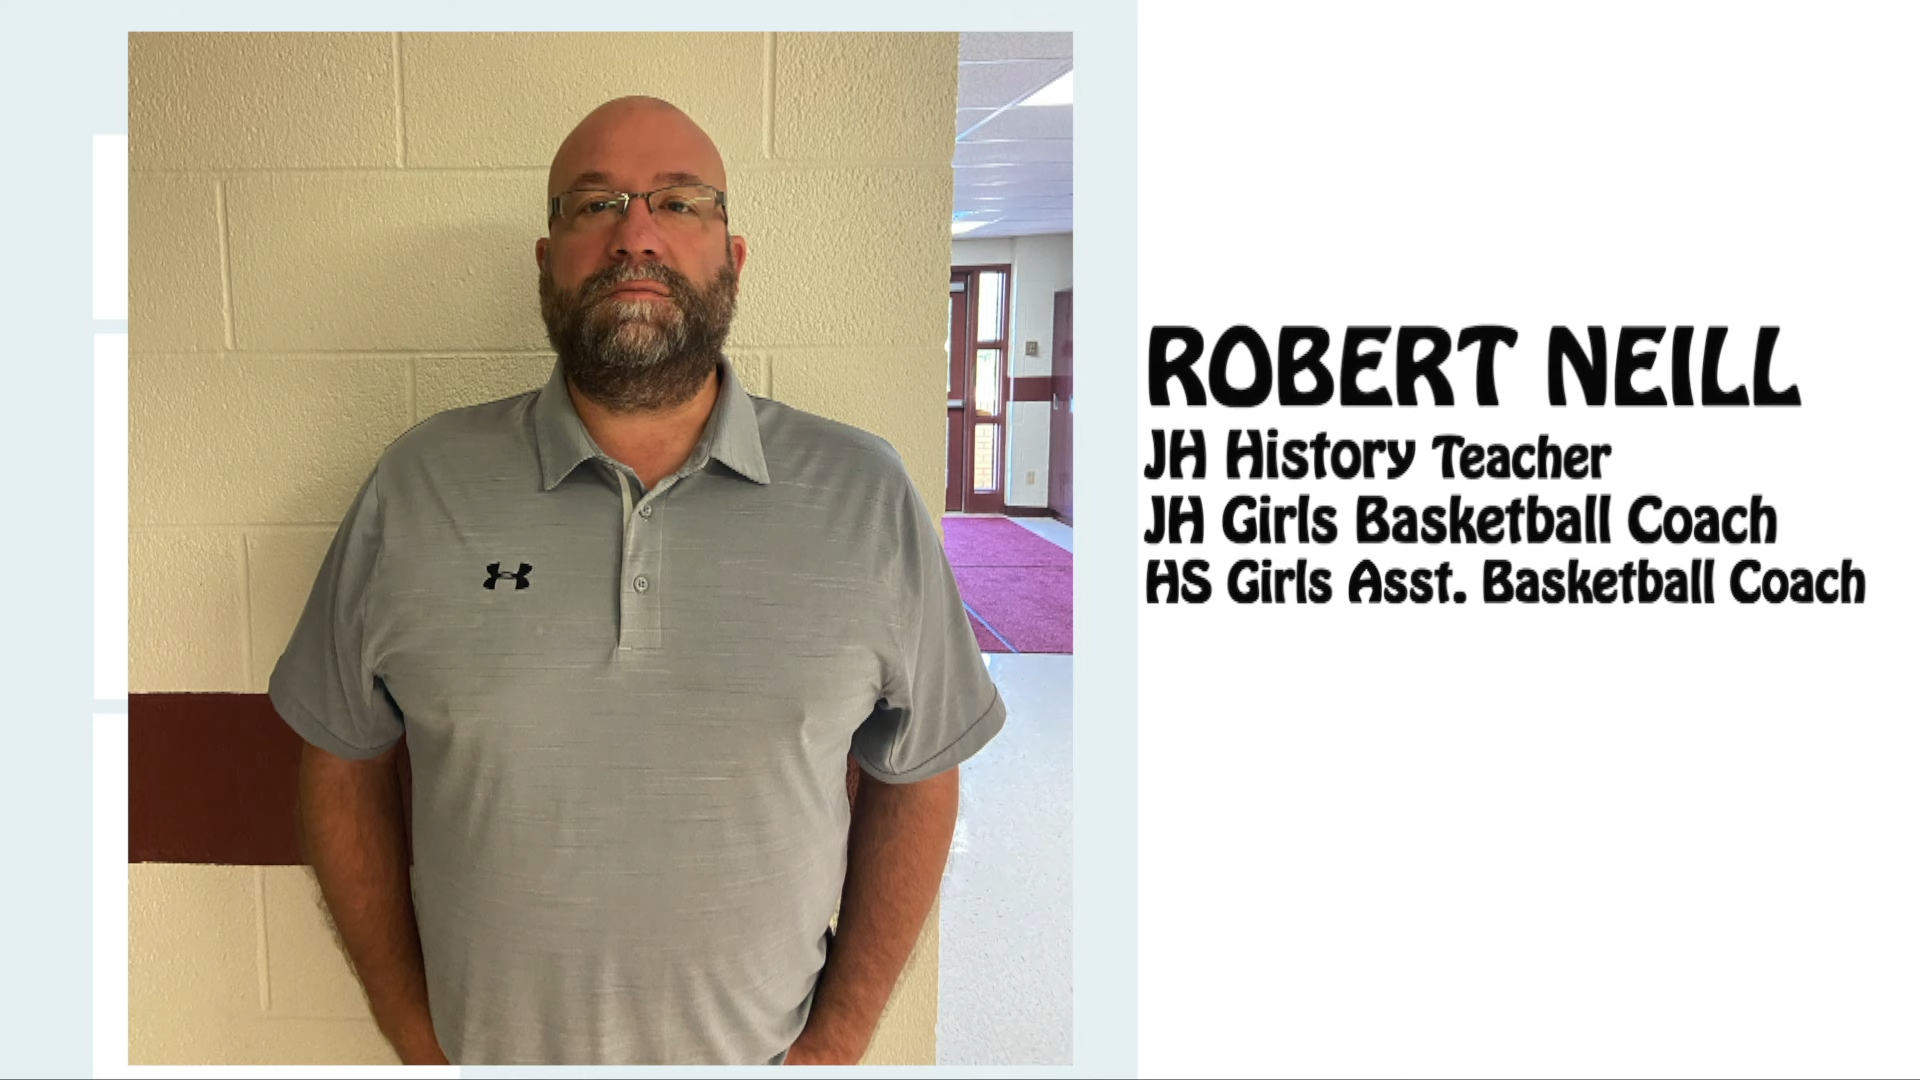 ROBERT NEILL
JH History Teacher
JH Girls Basketball Coach
HS Girls Asst. Basketball Coach